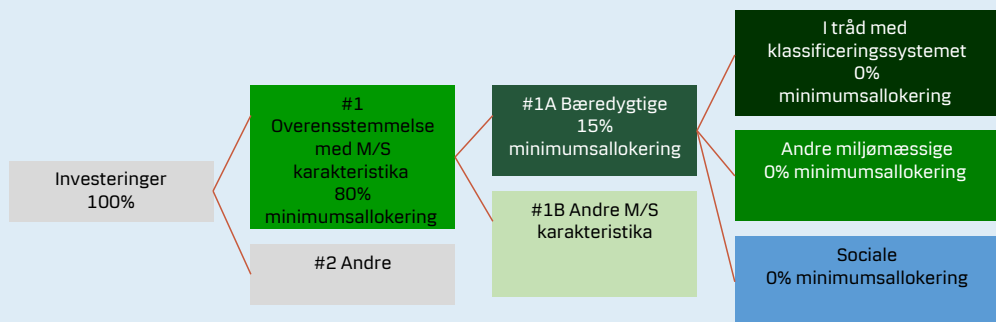 Investeringer
100%
#1
Overensstemmelse
med M/S
karakteristika
80%
minimumsallokering
#2 Andre
#1A Bæredygtige
15%
minimumsallokering
#1B Andre M/S
karakteristika
I tråd med
klassificeringssystemet
0%
minimumsallokering
Andre miljømæssige
0% minimumsallokering
Sociale
0% minimumsallokering